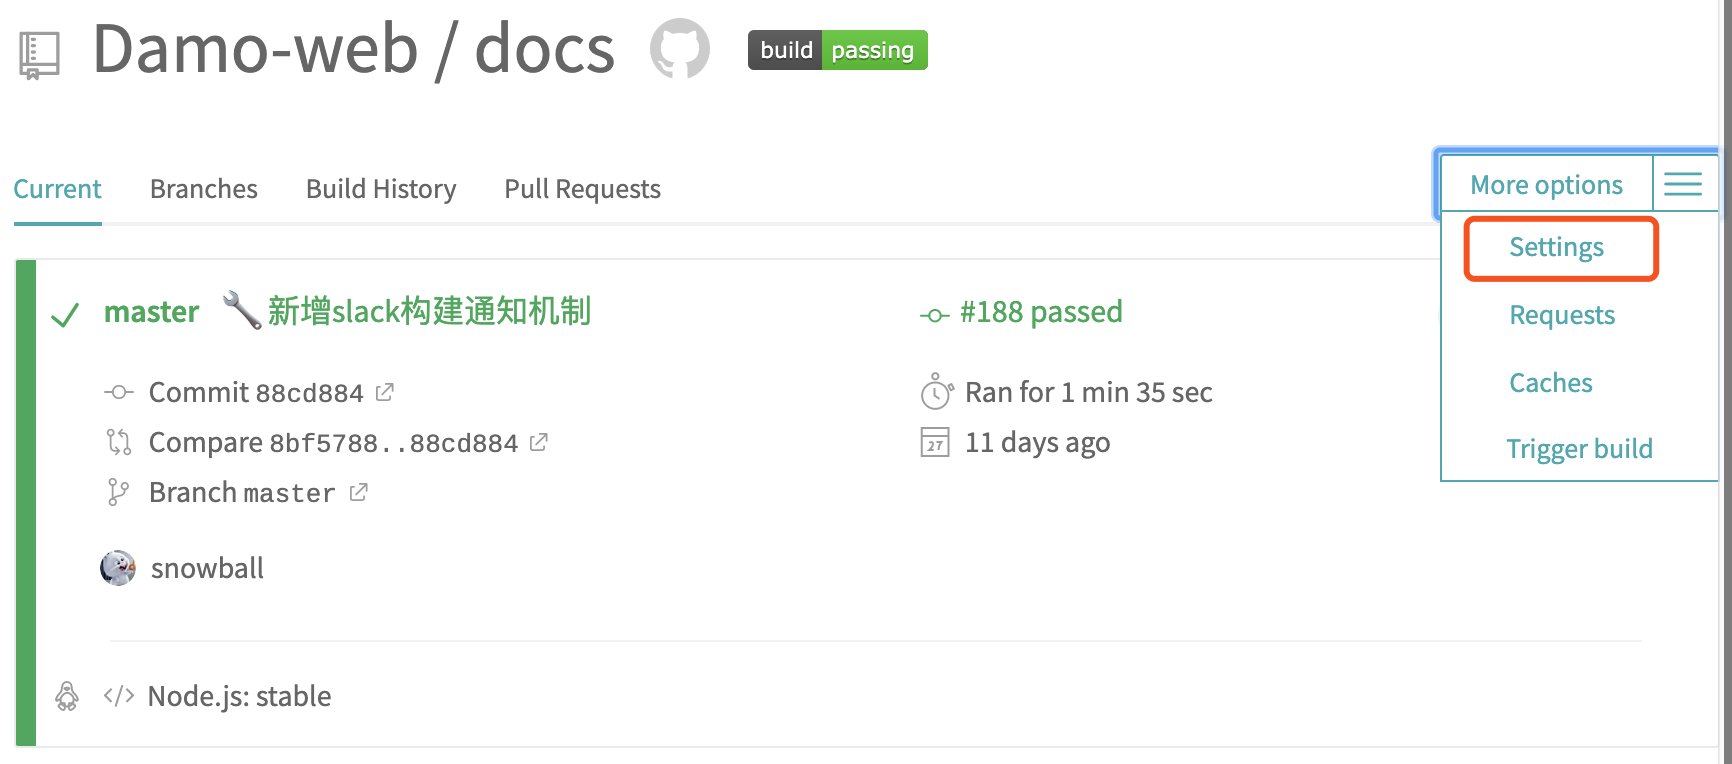 Damo-web / docs
build passing
Current Branches Build History Pull Requests
More options
Settings
Requests
Caches
Trigger build
master 🔧 新增slack构建通知机制
#188 passed
Commit 88cd884
Ran for 1 min 35 sec
Compare 8bf5788..88cd884
11 days ago
Branch master
snowball
</> Node.js: stable
27